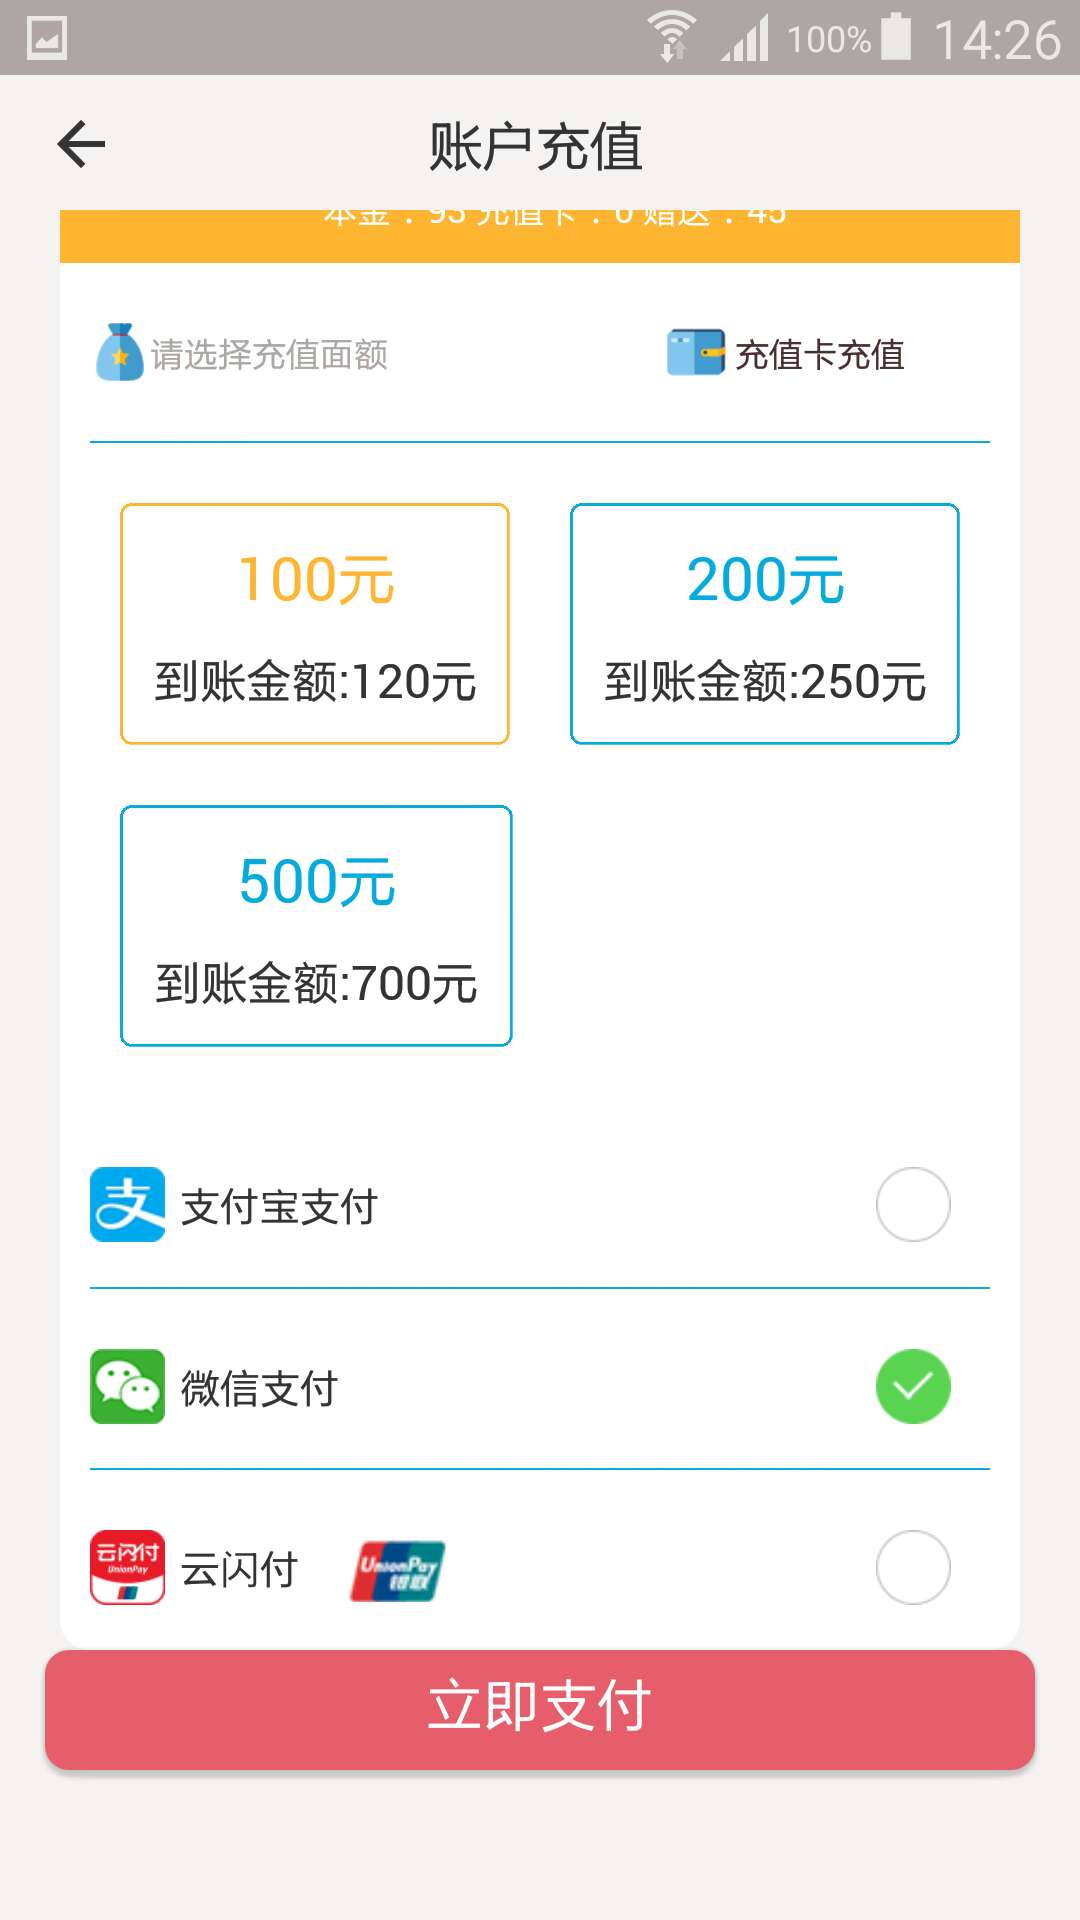 100% 14:26
账户充值
本金：93 充值卡：0 赠送：45
请选择充值面额 充值卡充值
100元 200元
到账金额:120元 到账金额:250元
500元
到账金额:700元
支付宝支付
微信支付
云闪付 UnionPay 云闪付 UnionPay 银联
立即支付